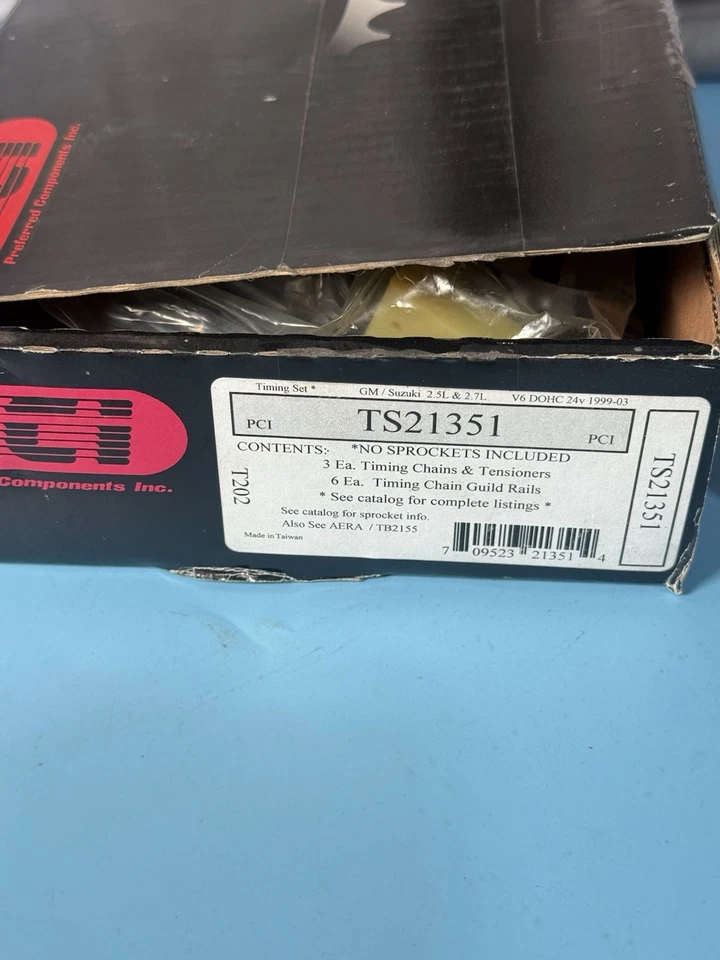 Preferred Components Inc.
Components Inc.
Timing Set * GM / Suzuki 2.5L & 2.7L V6 DOHC 24v 1999-03
PCI TS21351 PCI
CONTENTS: *NO SPROCKETS INCLUDED
3 Ea. Timing Chains & Tensioners
6 Ea. Timing Chain Guild Rails
* See catalog for complete listings *
See catalog for sprocket info.
Also See AERA / TB2155
Made in Taiwan
7 09523 21351 4
T202
TS21351